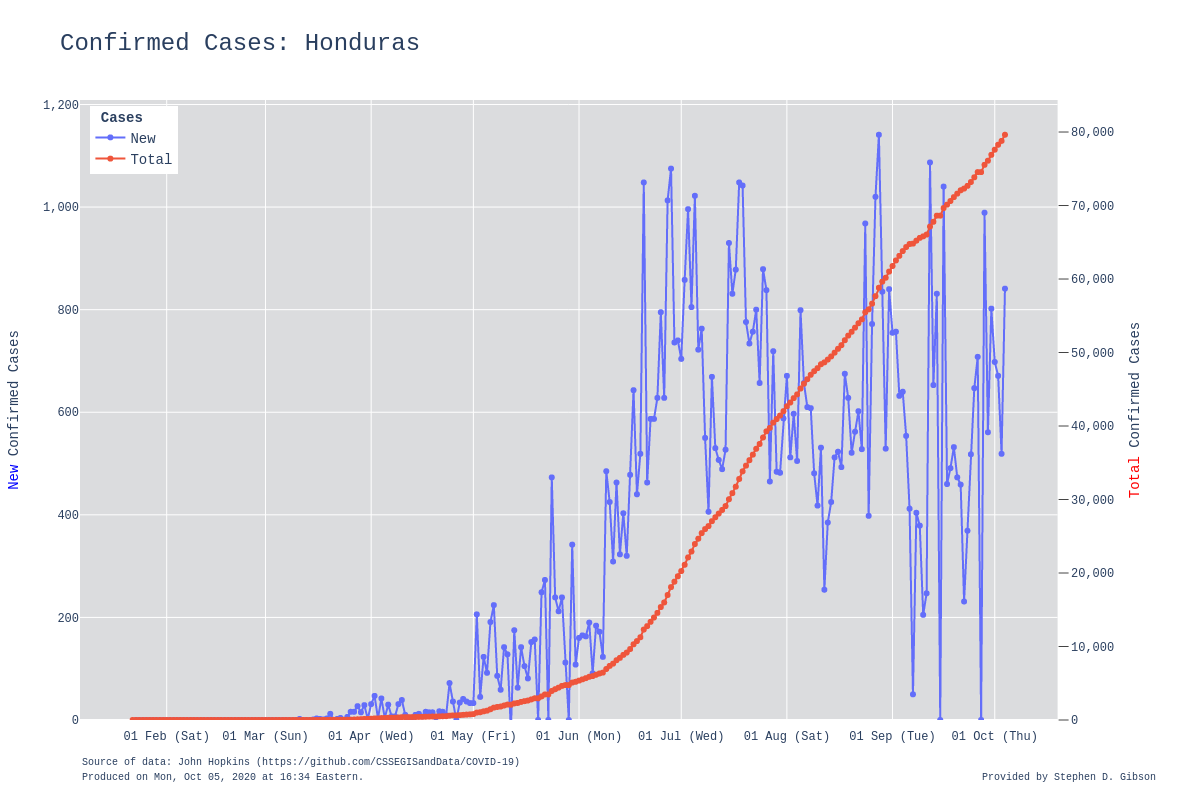 Confirmed Cases: Honduras
Cases
New
Total
1,200
1,000
800
600
400
200
0
80,000
70,000
60,000
50,000
40,000
30,000
20,000
10,000
0
New Confirmed Cases
Total Confirmed Cases
01 Feb (Sat)
01 Mar (Sun)
01 Apr (Wed)
01 May (Fri)
01 Jun (Mon)
01 Jul (Wed)
01 Aug (Sat)
01 Sep (Tue)
01 Oct (Thu)
Source of data: John Hopkins (https://github.com/CSSEGISandData/COVID-19)
Produced on Mon, Oct 05, 2020 at 16:34 Eastern.
Provided by Stephen D. Gibson